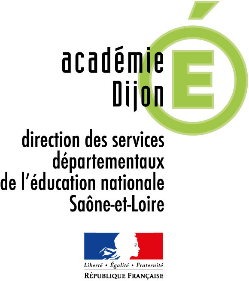 académie
Dijon
É
direction des services
départementaux
de l'éducation nationale
Saône-et-Loire
Liberté • Égalité • Fraternité
RÉPUBLIQUE FRANÇAISE